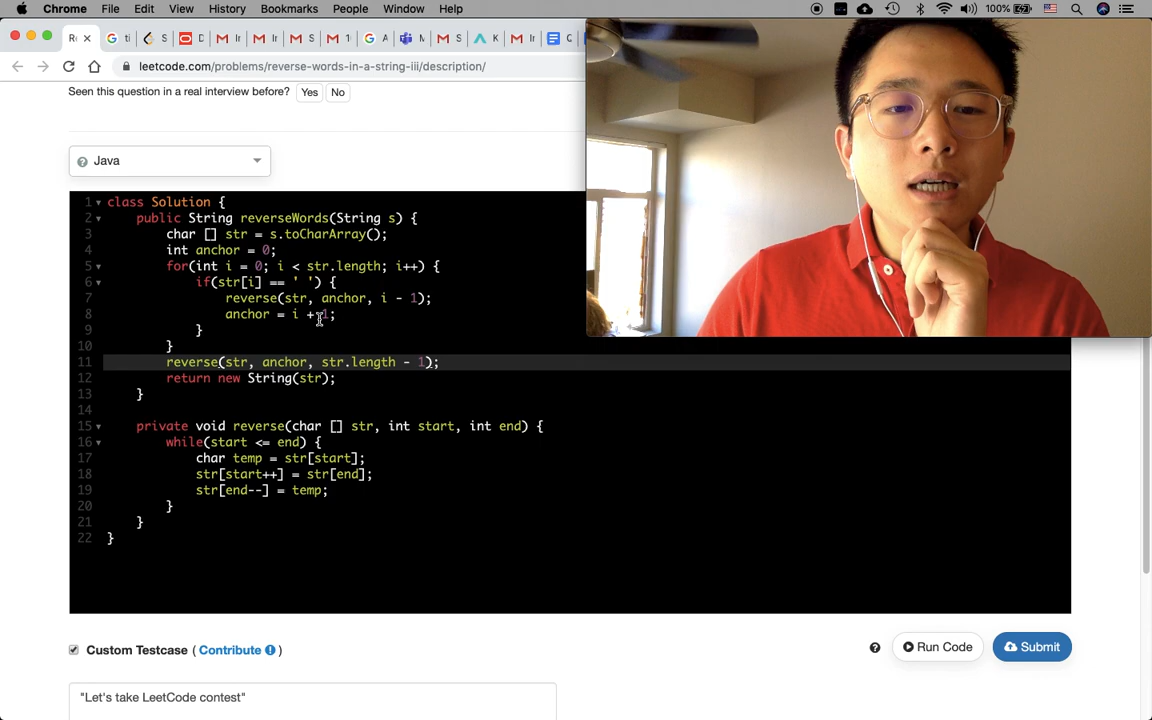 Chrome File Edit View History Bookmarks People Window Help 100%
leetcode.com/problems/reverse-words-in-a-string-iii/description/
Seen this question in a real interview before? Yes No
Java
1 class Solution {
2 public String reverseWords(String s) {
3 char [] str = s.toCharArray();
4 int anchor = 0;
5 for(int i = 0; i < str.length; i++) {
6 if(str[i] == ' ') {
7 reverse(str, anchor, i - 1);
8 anchor = i + 1;
9 }
10 }
11 reverse(str, anchor, str.length - 1);
12 return new String(str);
13 }
14
15 private void reverse(char [] str, int start, int end) {
16 while(start <= end) {
17 char temp = str[start];
18 str[start++] = str[end];
19 str[end--] = temp;
20 }
21 }
22 }
Custom Testcase ( Contribute )
Run Code
Submit
"Let's take LeetCode contest"